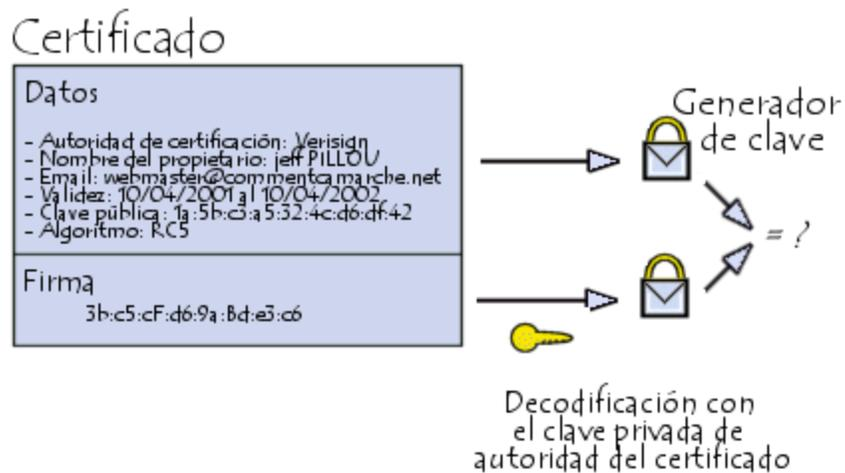 Certificado
Datos
- Autoridad de certificación: Verisign
- Nombre del propietario: jeff PILLOU
- Email: webmaster@commentcamarche.net
- Validez: 10/04/2001 al 10/04/2002
- Clave pública: 1a:5b:c3:a5:32:4c:d6:df:42
- Algoritmo: RC5
Firma
3b:c5:cF:d6:9a:Bd:e3:c6
Generador
de clave
= ?
Decodificación con
el clave privada de
autoridad del certificado